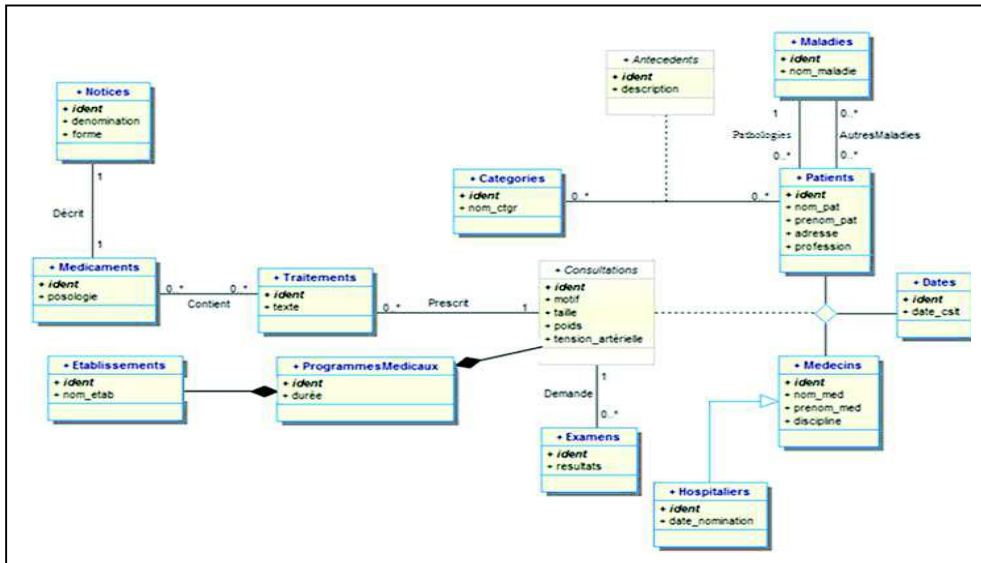 + Maladies
+ ident
+ nom_maladie
+ Antecedents
+ ident
+ description
+ Notices
+ ident
+ denomination
+ forme
1
0..*
Pathologies
AutresMaladies
0..*
0..*
1
+ Categories
+ ident
+ nom_ctgr
0..*
0..*
+ Patients
+ ident
+ nom_pat
+ prenom_pat
+ adresse
+ profession
Décrit
1
+ Medicaments
+ ident
+ posologie
0..*
0..*
Contient
+ Traitements
+ ident
+ texte
0..*
Prescrit
1
+ Consultations
+ ident
+ motif
+ taille
+ poids
+ tension_artérielle
+ Dates
+ ident
+ date_cslt
+ Etablissements
+ ident
+ nom_etab
+ ProgrammesMedicaux
+ ident
+ durée
+ Medecins
+ ident
+ nom_med
+ prenom_med
+ discipline
1
Demande
0..*
+ Examens
+ ident
+ resultats
+ Hospitaliers
+ ident
+ date_nomination